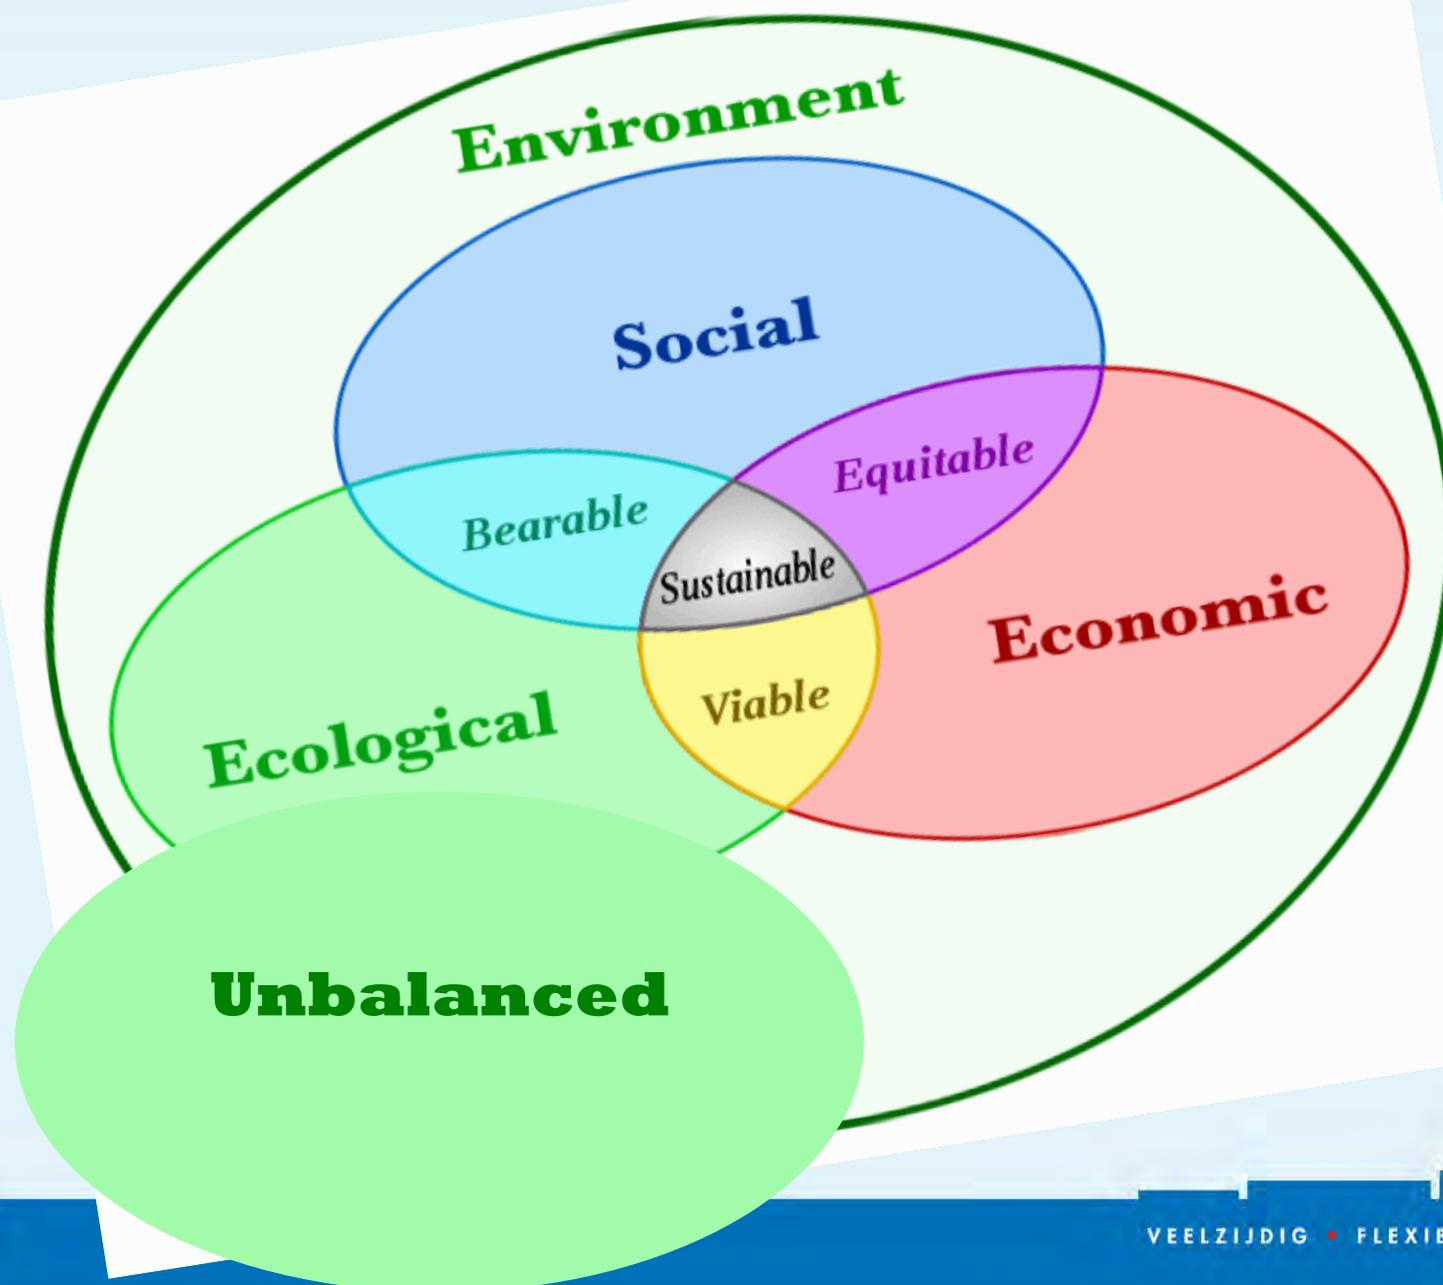 Environment
Social
Equitable
Bearable
Sustainable
Economic
Viable
Ecological
Unbalanced
VEELZIJDIG • FLEXIE